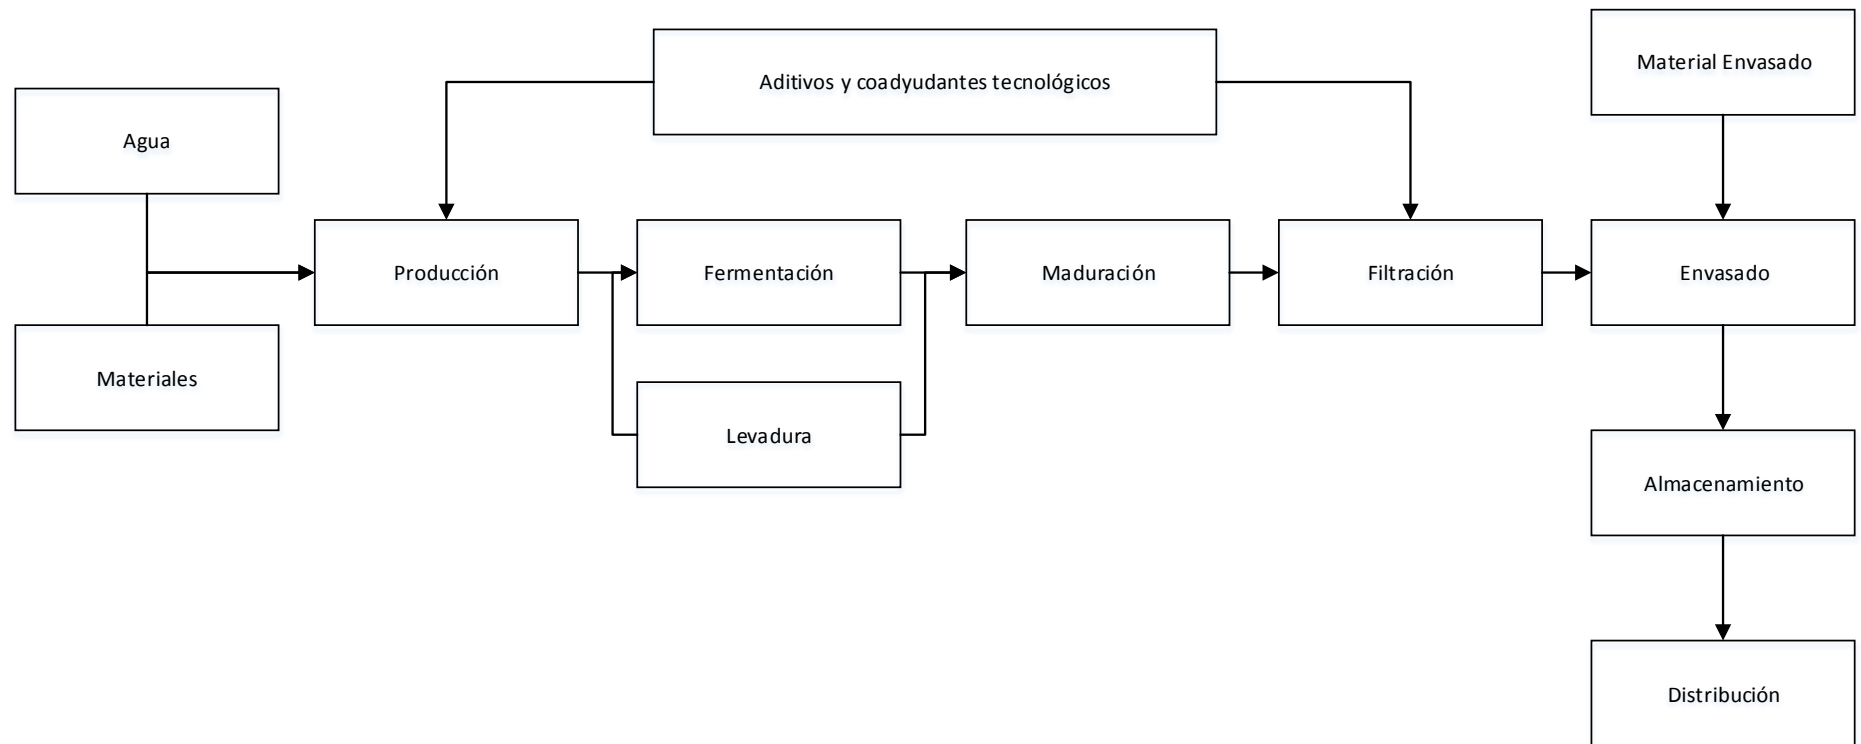 Aditivos y coadyudantes tecnológicos
Material Envasado
Agua
Producción
Fermentación
Maduración
Filtración
Envasado
Materiales
Levadura
Almacenamiento
Distribución